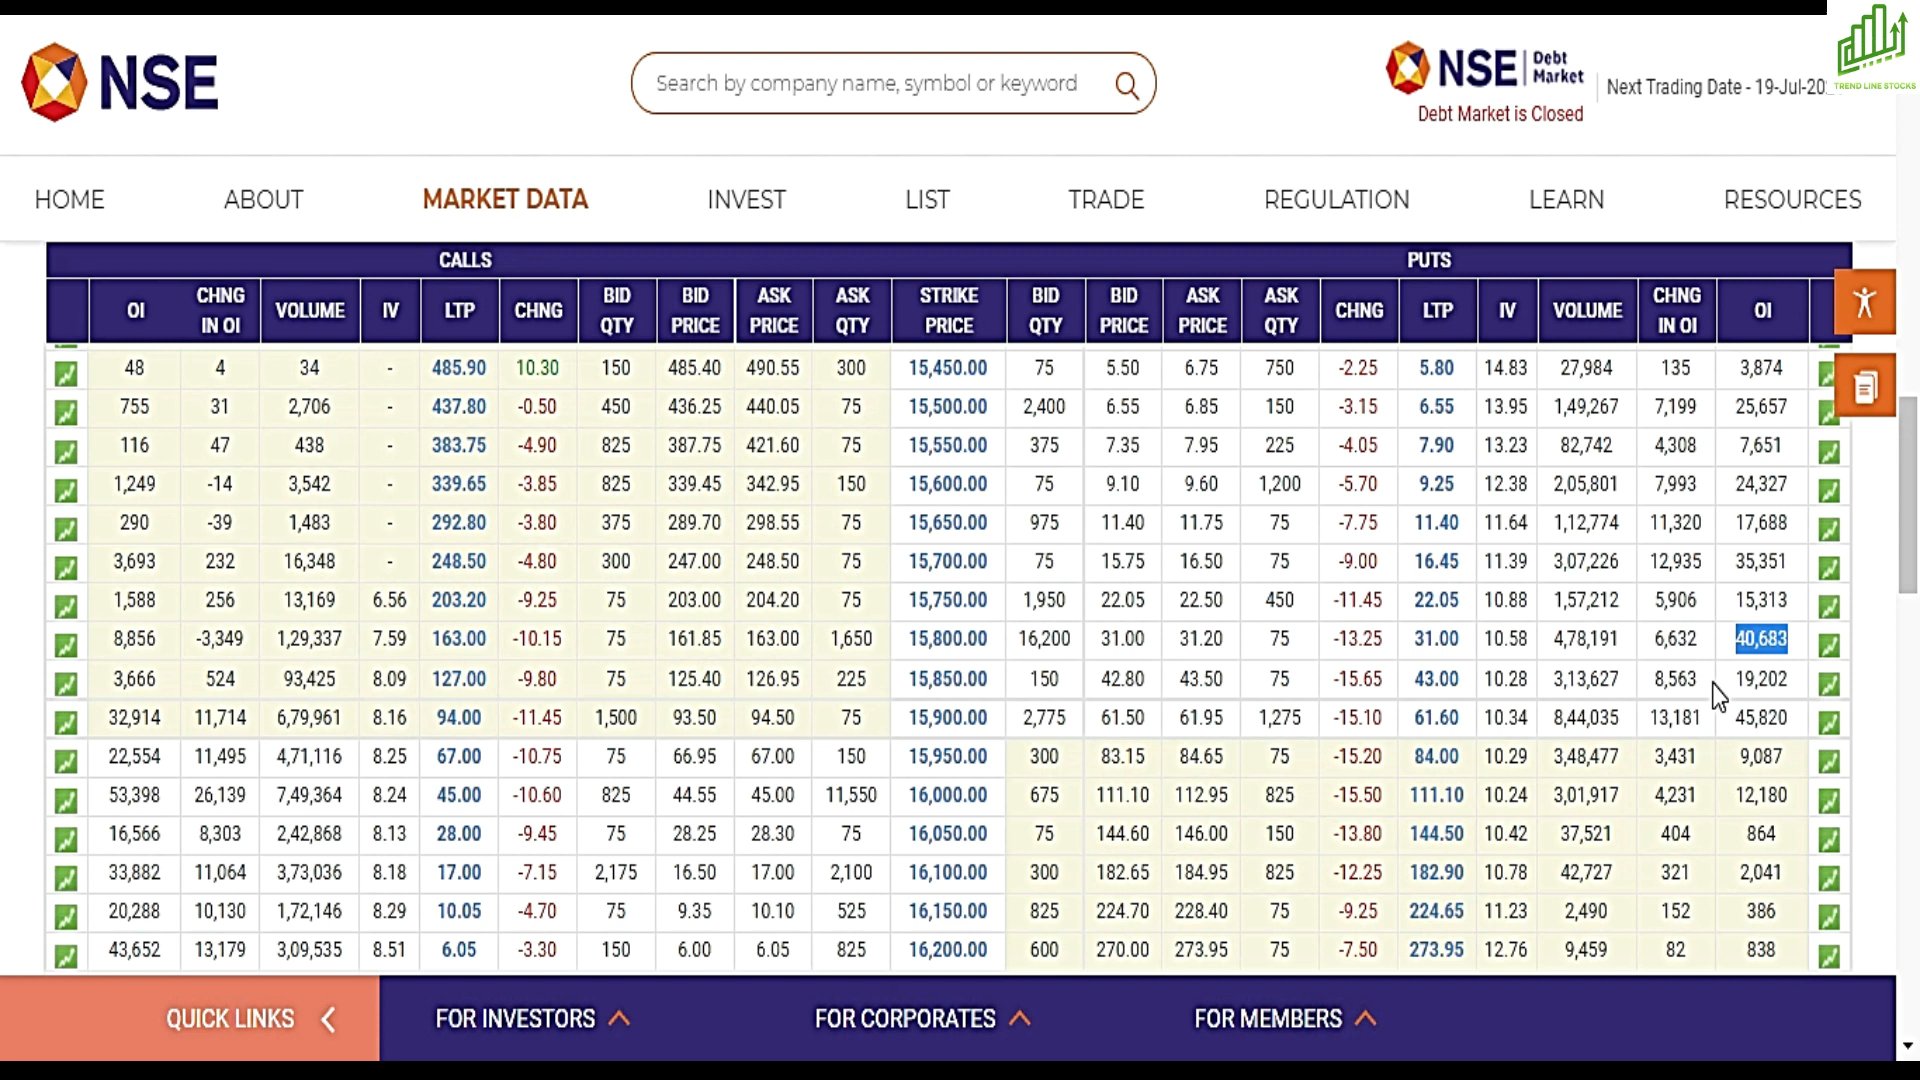 NSE
Search by company name, symbol or keyword
NSE Debt Market
Debt Market is Closed
Next Trading Date - 19-Jul-20
TREND LINE STOCKS
HOME ABOUT MARKET DATA INVEST LIST TRADE REGULATION LEARN RESOURCES
CALLS PUTS
OI CHNG IN OI VOLUME IV LTP CHNG BID QTY BID PRICE ASK PRICE ASK QTY STRIKE PRICE BID QTY BID PRICE ASK PRICE ASK QTY CHNG LTP IV VOLUME CHNG IN OI OI
48 4 34 - 485.90 10.30 150 485.40 490.55 300 15,450.00 75 5.50 6.75 750 -2.25 5.80 14.83 27,984 135 3,874
755 31 2,706 - 437.80 -0.50 450 436.25 440.05 75 15,500.00 2,400 6.55 6.85 150 -3.15 6.55 13.95 1,49,267 7,199 25,657
116 47 438 - 383.75 -4.90 825 387.75 421.60 75 15,550.00 375 7.35 7.95 225 -4.05 7.90 13.23 82,742 4,308 7,651
1,249 -14 3,542 - 339.65 -3.85 825 339.45 342.95 150 15,600.00 75 9.10 9.60 1,200 -5.70 9.25 12.38 2,05,801 7,993 24,327
290 -39 1,483 - 292.80 -3.80 375 289.70 298.55 75 15,650.00 975 11.40 11.75 75 -7.75 11.40 11.64 1,12,774 11,320 17,688
3,693 232 16,348 - 248.50 -4.80 300 247.00 248.50 75 15,700.00 75 15.75 16.50 75 -9.00 16.45 11.39 3,07,226 12,935 35,351
1,588 256 13,169 6.56 203.20 -9.25 75 203.00 204.20 75 15,750.00 1,950 22.05 22.50 450 -11.45 22.05 10.88 1,57,212 5,906 15,313
8,856 -3,349 1,29,337 7.59 163.00 -10.15 75 161.85 163.00 1,650 15,800.00 16,200 31.00 31.20 75 -13.25 31.00 10.58 4,78,191 6,632 40,683
3,666 524 93,425 8.09 127.00 -9.80 75 125.40 126.95 225 15,850.00 150 42.80 43.50 75 -15.65 43.00 10.28 3,13,627 8,563 19,202
32,914 11,714 6,79,961 8.16 94.00 -11.45 1,500 93.50 94.50 75 15,900.00 2,775 61.50 61.95 1,275 -15.10 61.60 10.34 8,44,035 13,181 45,820
22,554 11,495 4,71,116 8.25 67.00 -10.75 75 66.95 67.00 150 15,950.00 300 83.15 84.65 75 -15.20 84.00 10.29 3,48,477 3,431 9,087
53,398 26,139 7,49,364 8.24 45.00 -10.60 825 44.55 45.00 11,550 16,000.00 675 111.10 112.95 825 -15.50 111.10 10.24 3,01,917 4,231 12,180
16,566 8,303 2,42,868 8.13 28.00 -9.45 75 28.25 28.30 75 16,050.00 75 144.60 146.00 150 -13.80 144.50 10.42 37,521 404 864
33,882 11,064 3,73,036 8.18 17.00 -7.15 2,175 16.50 17.00 2,100 16,100.00 300 182.65 184.95 825 -12.25 182.90 10.78 42,727 321 2,041
20,288 10,130 1,72,146 8.29 10.05 -4.70 75 9.35 10.10 525 16,150.00 825 224.70 228.40 75 -9.25 224.65 11.23 2,490 152 386
43,652 13,179 3,09,535 8.51 6.05 -3.30 150 6.00 6.05 825 16,200.00 600 270.00 273.95 75 -7.50 273.95 12.76 9,459 82 838
QUICK LINKS FOR INVESTORS FOR CORPORATES FOR MEMBERS